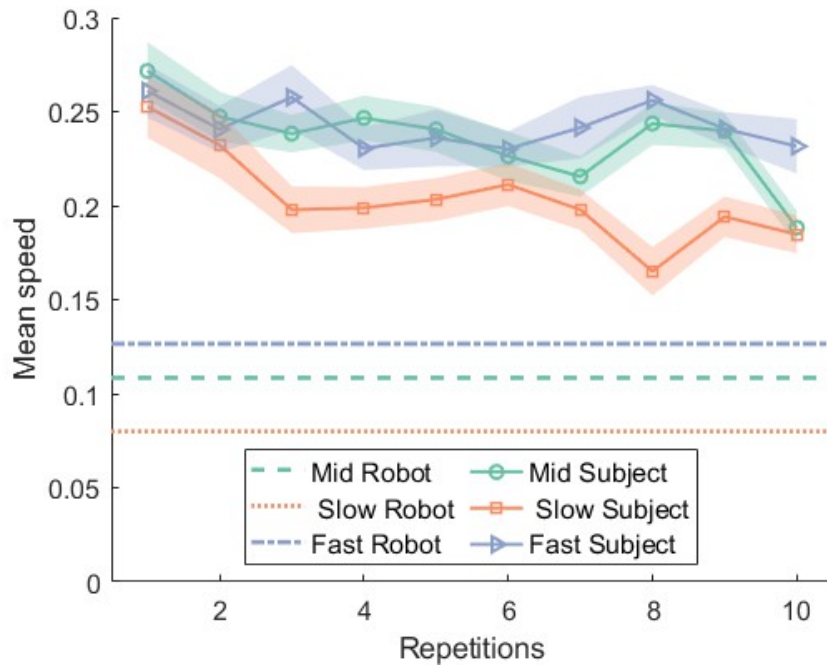 0.3
0.25
0.2
0.15
0.1
0.05
0
Mean speed
Mid Robot Mid Subject
Slow Robot Slow Subject
Fast Robot Fast Subject
2 4 6 8 10
Repetitions